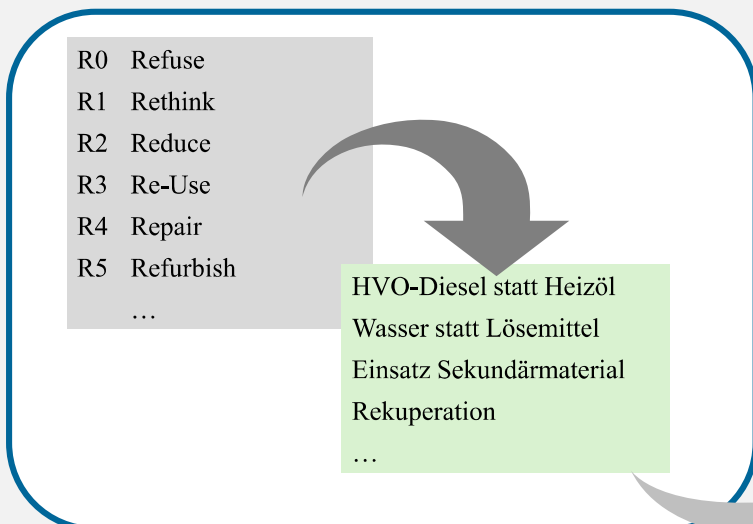 R0 Refuse
R1 Rethink
R2 Reduce
R3 Re-Use
R4 Repair
R5 Refurbish
…
HVO-Diesel statt Heizöl
Wasser statt Lösemittel
Einsatz Sekundärmaterial
Rekuperation
…